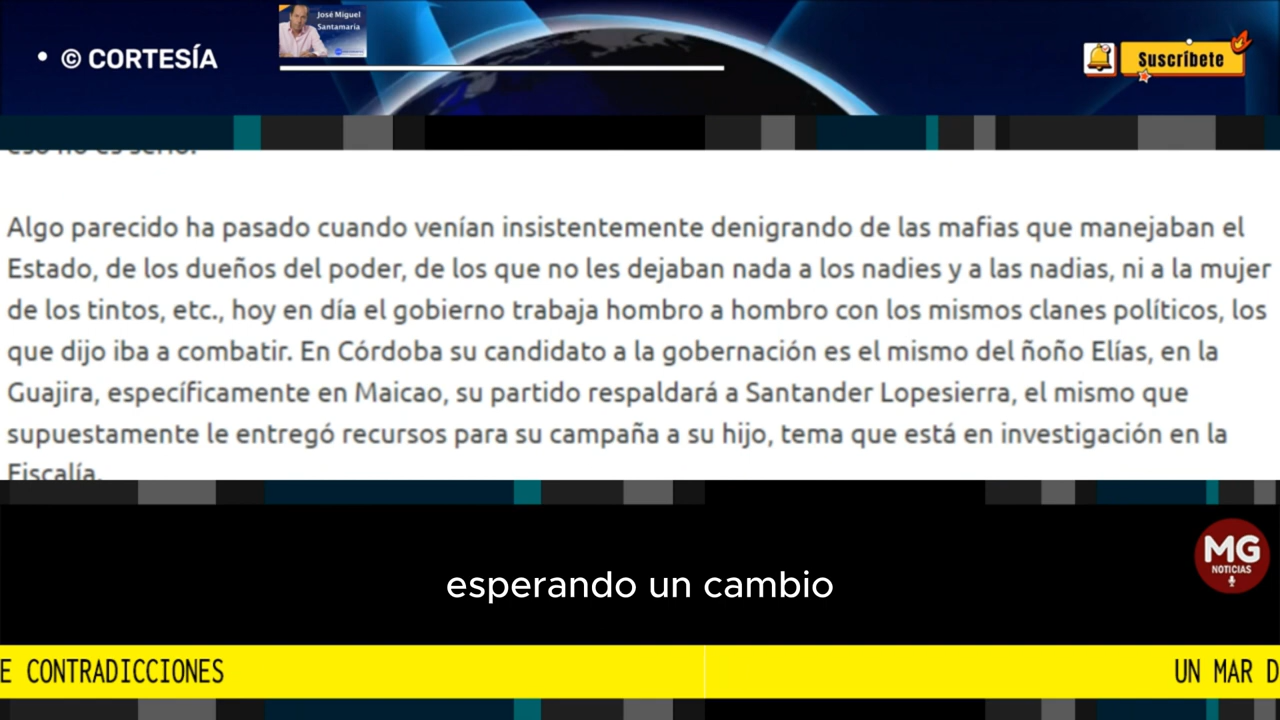 • © CORTESÍA
José Miguel
Santamaría
Suscríbete
eso no es serio.
Algo parecido ha pasado cuando venían insistentemente denigrando de las mafias que manejaban el
Estado, de los dueños del poder, de los que no les dejaban nada a los nadies y a las nadias, ni a la mujer
de los tintos, etc., hoy en día el gobierno trabaja hombro a hombro con los mismos clanes políticos, los
que dijo iba a combatir. En Córdoba su candidato a la gobernación es el mismo del ñoño Elías, en la
Guajira, específicamente en Maicao, su partido respaldará a Santander Lopesierra, el mismo que
supuestamente le entregó recursos para su campaña a su hijo, tema que está en investigación en la
Fiscalía.
MG
NOTICIAS
esperando un cambio
E CONTRADICCIONES
UN MAR D